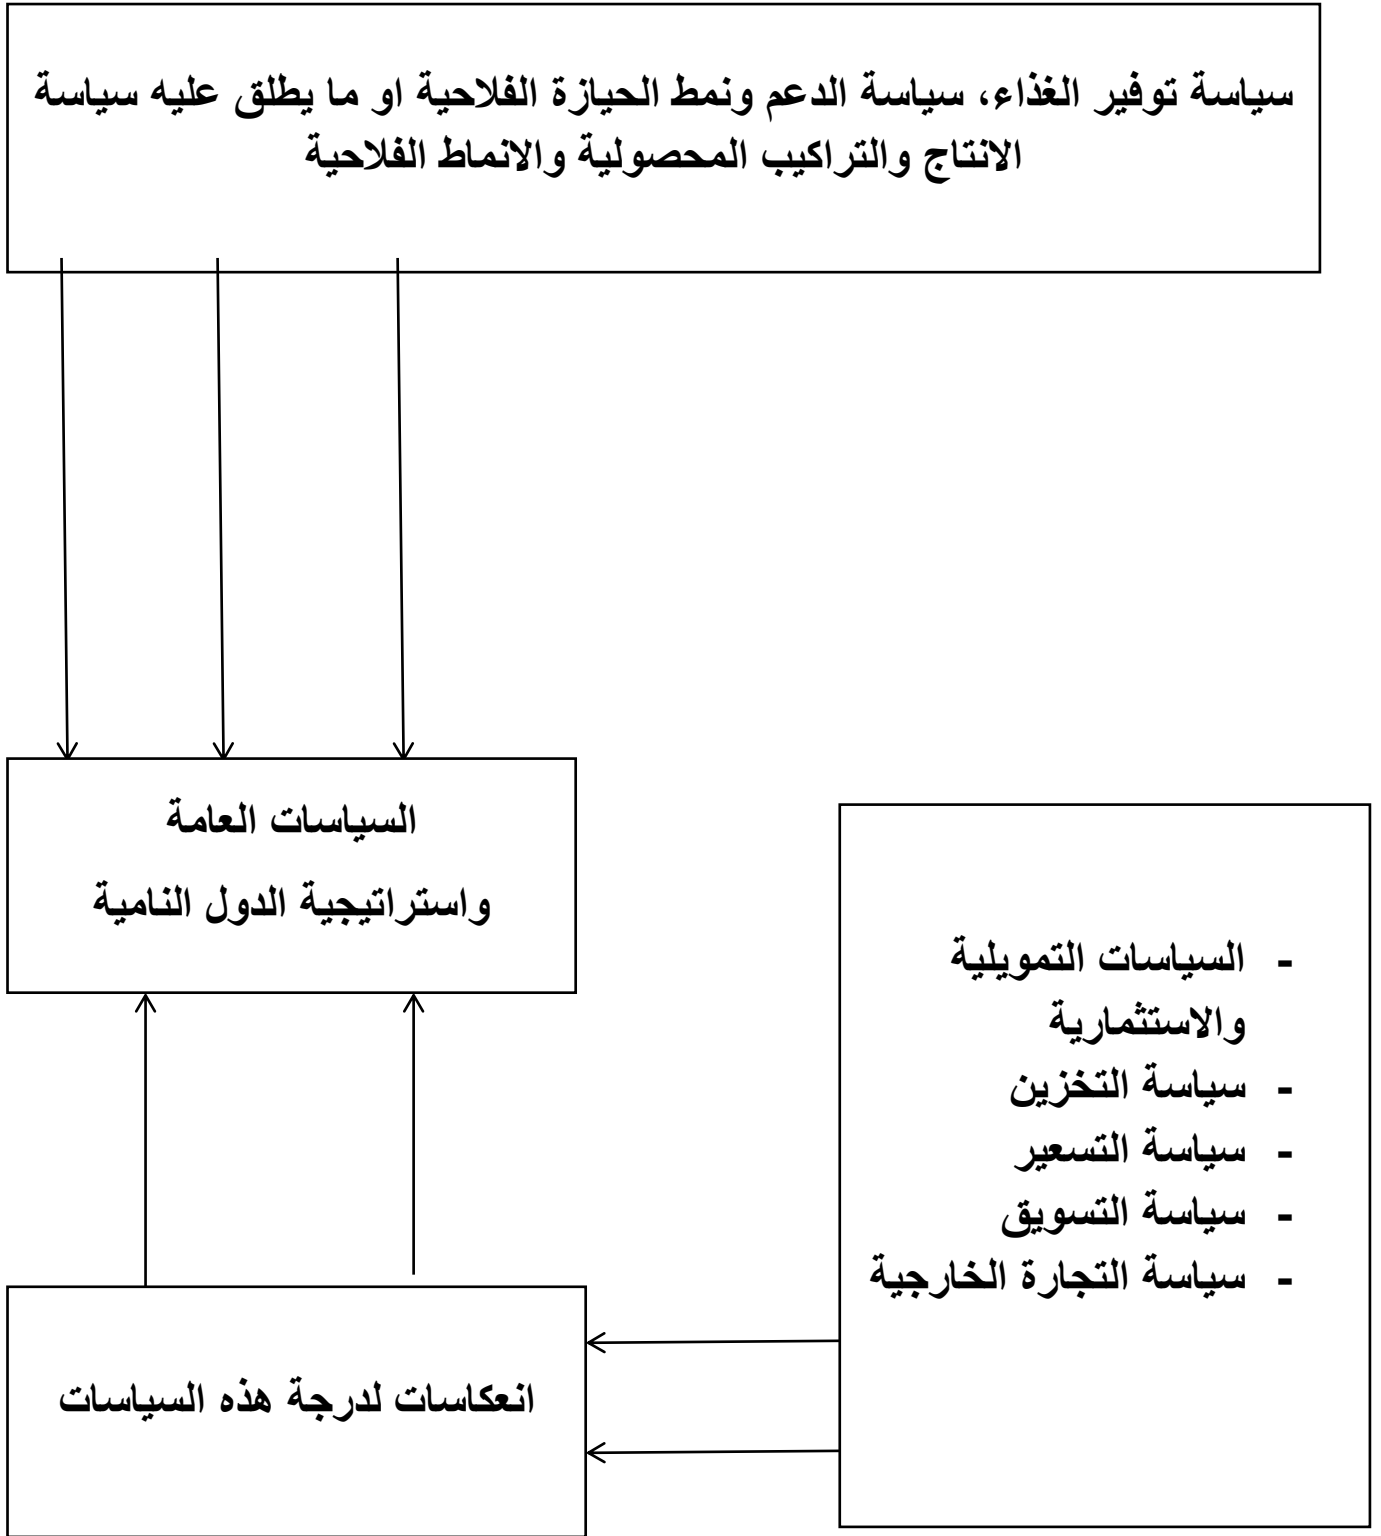 سياسة توفير الغذاء، سياسة الدعم ونمط الحيازة الفلاحية او ما يطلق عليه سياسة
الانتاج والتراكيب المحصولية والانماط الفلاحية
السياسات العامة
واستراتيجية الدول النامية
- السياسات التمويلية
والاستثمارية
- سياسة التخزين
- سياسة التسعير
- سياسة التسويق
- سياسة التجارة الخارجية
انعكاسات لدرجة هذه السياسات